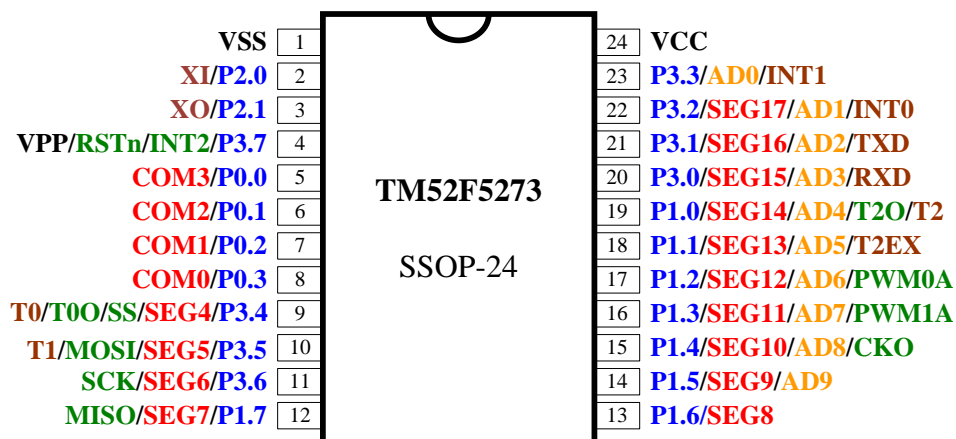 VSS 1
XI/P2.0 2
XO/P2.1 3
VPP/RSTn/INT2/P3.7 4
COM3/P0.0 5
COM2/P0.1 6
COM1/P0.2 7
COM0/P0.3 8
T0/T0O/SS/SEG4/P3.4 9
T1/MOSI/SEG5/P3.5 10
SCK/SEG6/P3.6 11
MISO/SEG7/P1.7 12
TM52F5273
SSOP-24
24 VCC
23 P3.3/AD0/INT1
22 P3.2/SEG17/AD1/INT0
21 P3.1/SEG16/AD2/TXD
20 P3.0/SEG15/AD3/RXD
19 P1.0/SEG14/AD4/T2O/T2
18 P1.1/SEG13/AD5/T2EX
17 P1.2/SEG12/AD6/PWM0A
16 P1.3/SEG11/AD7/PWM1A
15 P1.4/SEG10/AD8/CKO
14 P1.5/SEG9/AD9
13 P1.6/SEG8